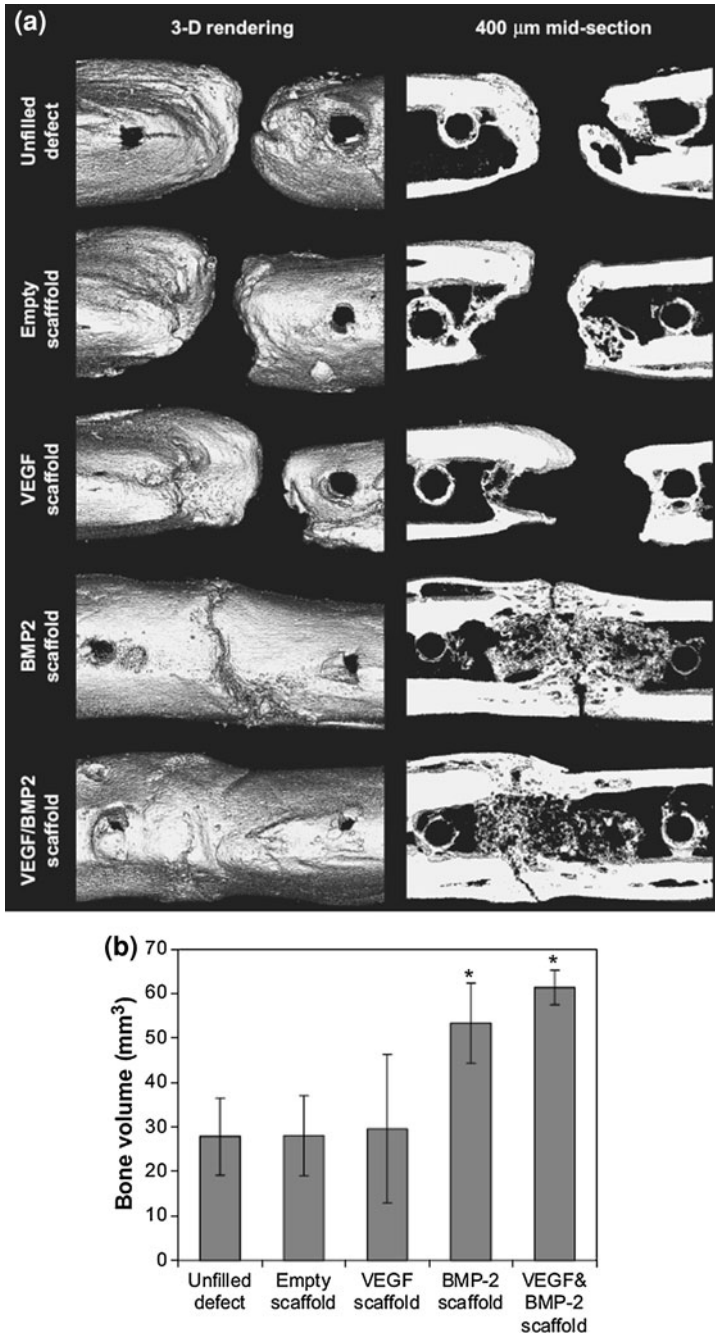 (a)
3-D rendering
400 μm mid-section
Unfilled
defect
Empty
scafffold
VEGF
scaffold
BMP2
scaffold
VEGF/BMP2
scaffold
(b)
Bone volume (mm³)
70
60
50
40
30
20
10
0
*
*
Unfilled
defect
Empty
scaffold
VEGF
scaffold
BMP-2
scaffold
VEGF&
BMP-2
scaffold